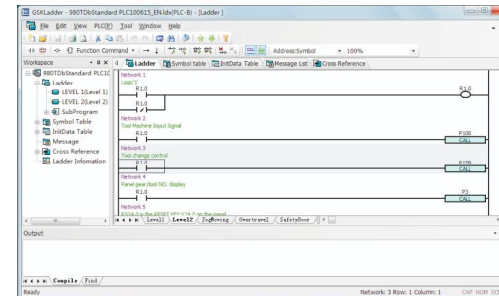 GSKLadder - 980TDbStandard PLC100615_EN.ldx(PLC-B) - [Ladder ]
File Edit View PLC(P) Tool Window Help
Function Command Address:Symbol 100%
Workspace
Ladder Symbol table InitData Table Message List Cross Reference
980TDbStandard PLC10
Ladder
LEVEL 1(Level 1)
LEVEL 2(Level 2)
SubProgram
Symbol Table
InitData Table
Message
Cross Reference
Ladder Infomation
Network 1
Logic'1'
R1.0 R1.0
R1.0
Network 2
Tool Machine Input Signal
R1.0 P100
CALL
Network 3
Tool change control
R1.0 P109
CALL
Network 4
Panel gear/tool NO. display
R1.0 P3
CALL
Network 5
Level1 Level2 JogMoving Overtravel SafetyDoor
Output
Compile Find
Ready Network: 3 Row: 1 Column: 1 CAP NUM SC